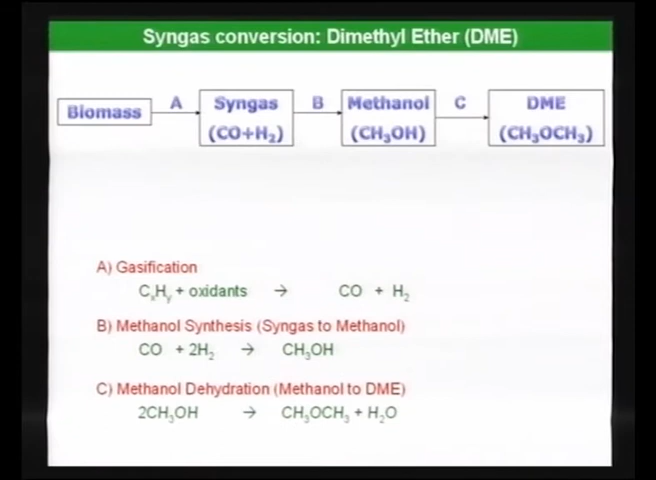 Syngas conversion: Dimethyl Ether (DME)
Biomass A Syngas B Methanol C DME
(CO+H₂) (CH₃OH) (CH₃OCH₃)
A) Gasification
CₓHᵧ + oxidants → CO + H₂
B) Methanol Synthesis (Syngas to Methanol)
CO + 2H₂ → CH₃OH
C) Methanol Dehydration (Methanol to DME)
2CH₃OH → CH₃OCH₃ + H₂O